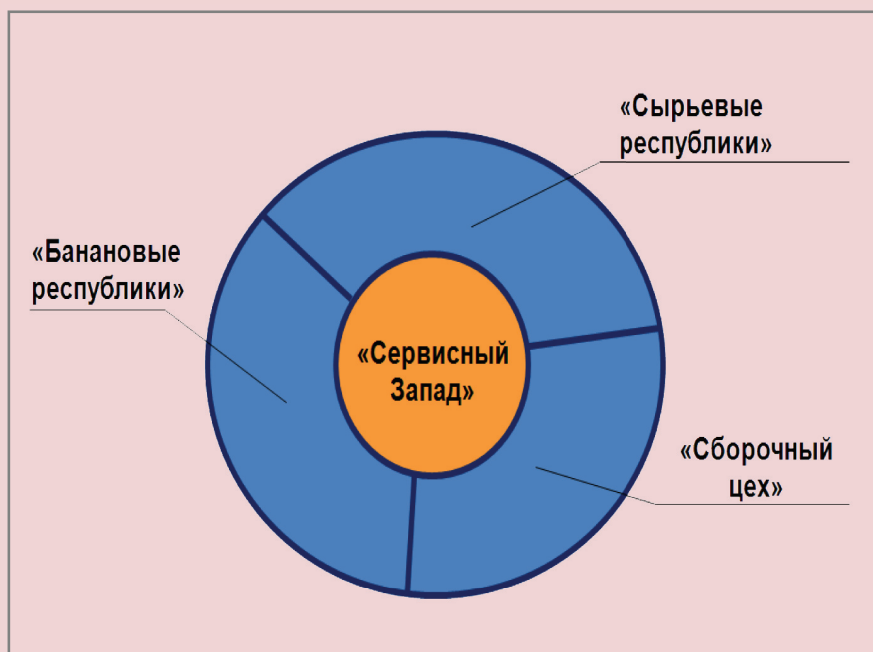 «Сырьевые
республики»
«Банановые
республики»
«Сервисный
Запад»
«Сборочный
цех»